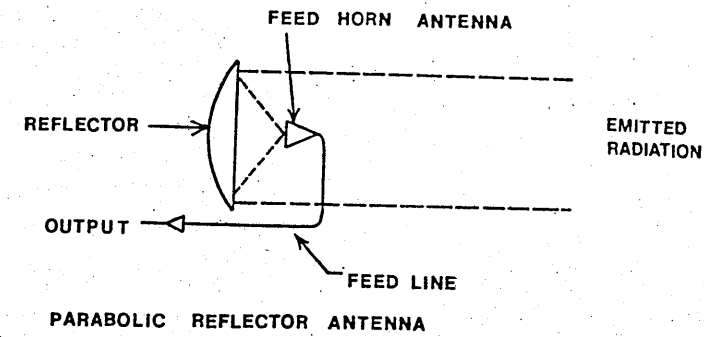 FEED HORN ANTENNA
REFLECTOR
EMITTED
RADIATION
OUTPUT
FEED LINE
PARABOLIC REFLECTOR ANTENNA